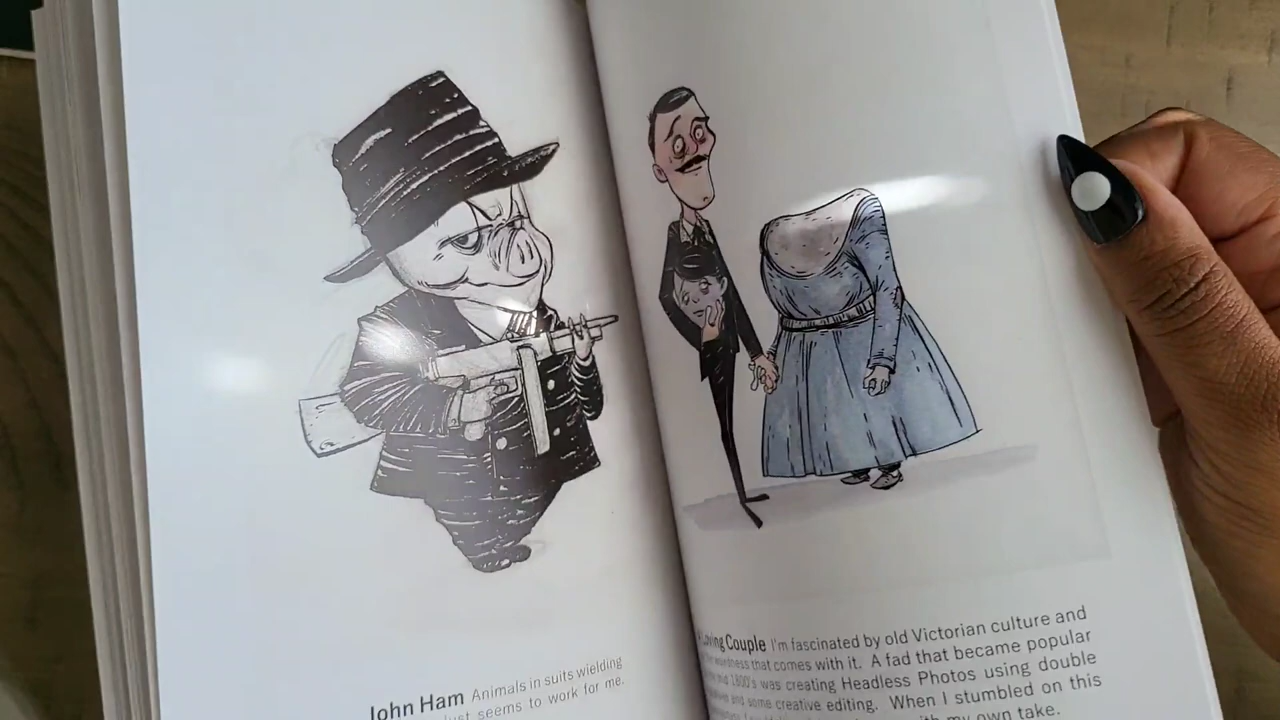 John Ham Animals in suits wielding
just seems to work for me.
Loving Couple I'm fascinated by old Victorian culture and
that comes with it. A fad that became popular
1800's was creating Headless Photos using double
and some creative editing. When I stumbled on this
my own take.